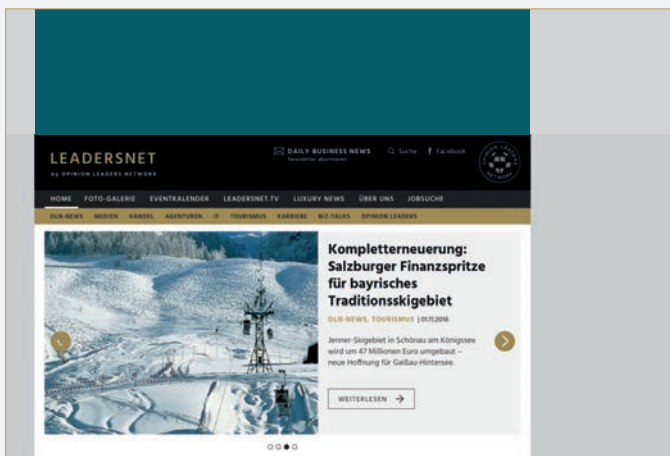 LEADERSNET
by OPINION LEADERS NETWORK
DAILY BUSINESS NEWS
Newsletter abonnieren
Suche
Facebook
OPINION LEADERS NETWORK
HOME FOTO-GALERIE EVENTKALENDER LEADERSNET.TV LUXURY NEWS ÜBER UNS JOBSUCHE
OLN-NEWS MEDIEN HANDEL AGENTUREN IT TOURISMUS KARRIERE BIZ-TALKS OPINION LEADERS
Kompletterneuerung:
Salzburger Finanzspritze
für bayrisches
Traditionsskigebiet
OLN-NEWS, TOURISMUS | 01.11.2016
Jenner-Skigebiet in Schönau am Königssee
wird um 47 Millionen Euro umgebaut –
neue Hoffnung für Gaißau-Hintersee.
WEITERLESEN